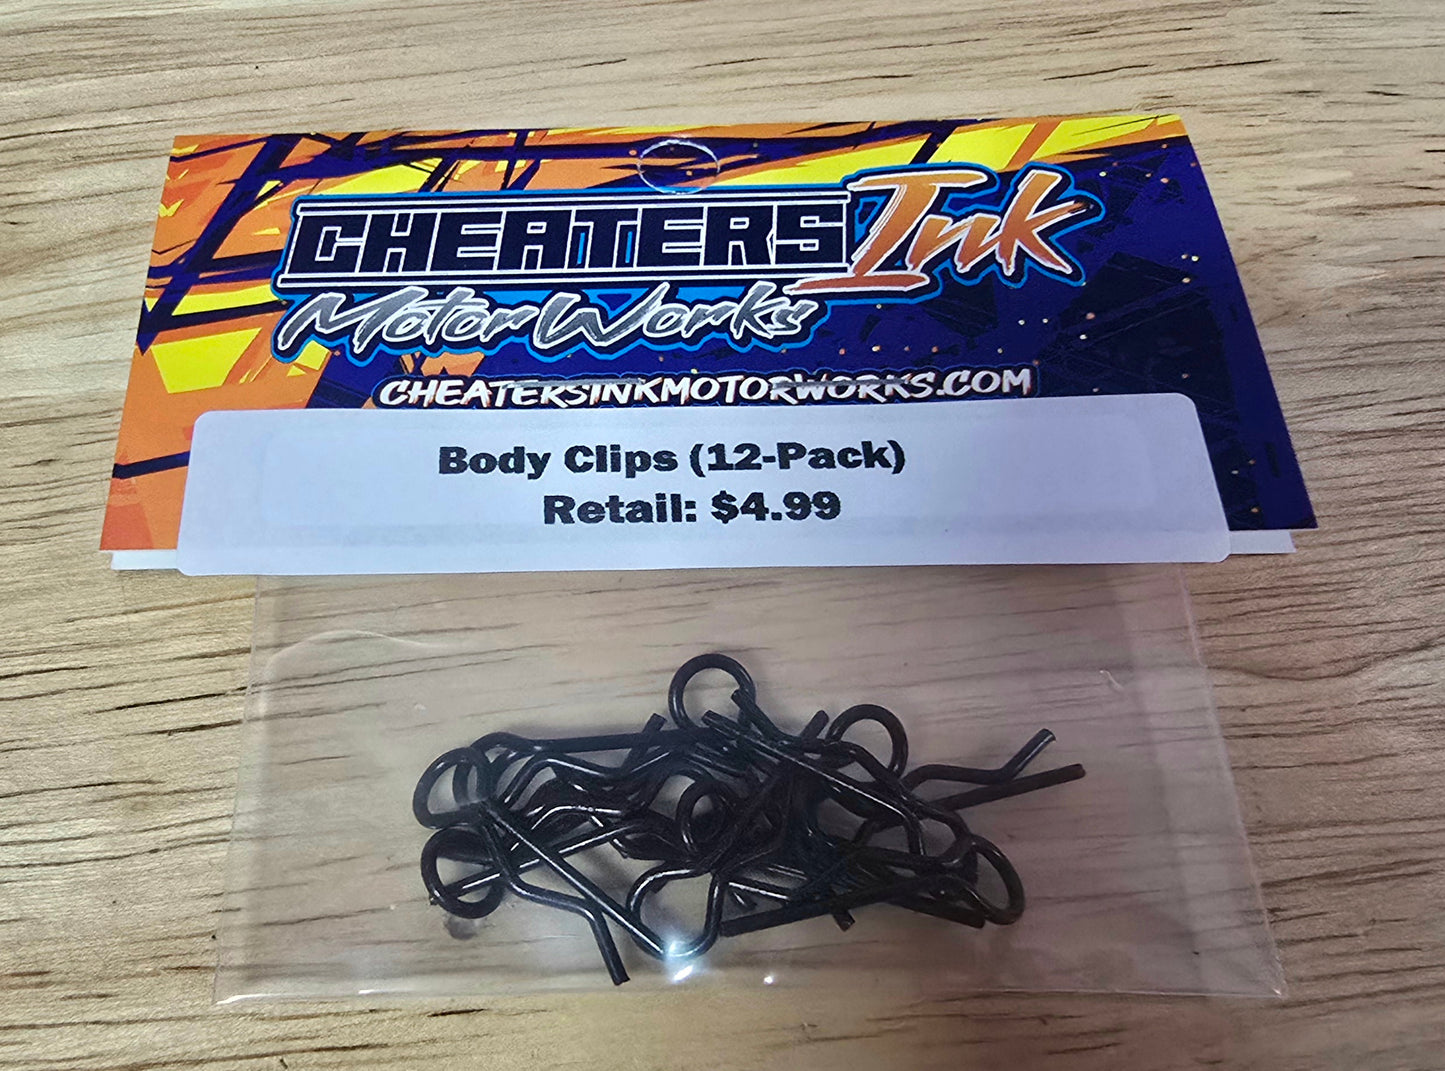 CHEATERS Ink
MotorWorks
CHEATERSINKMOTORWORKS.COM
Body Clips (12-Pack)
Retail: $4.99